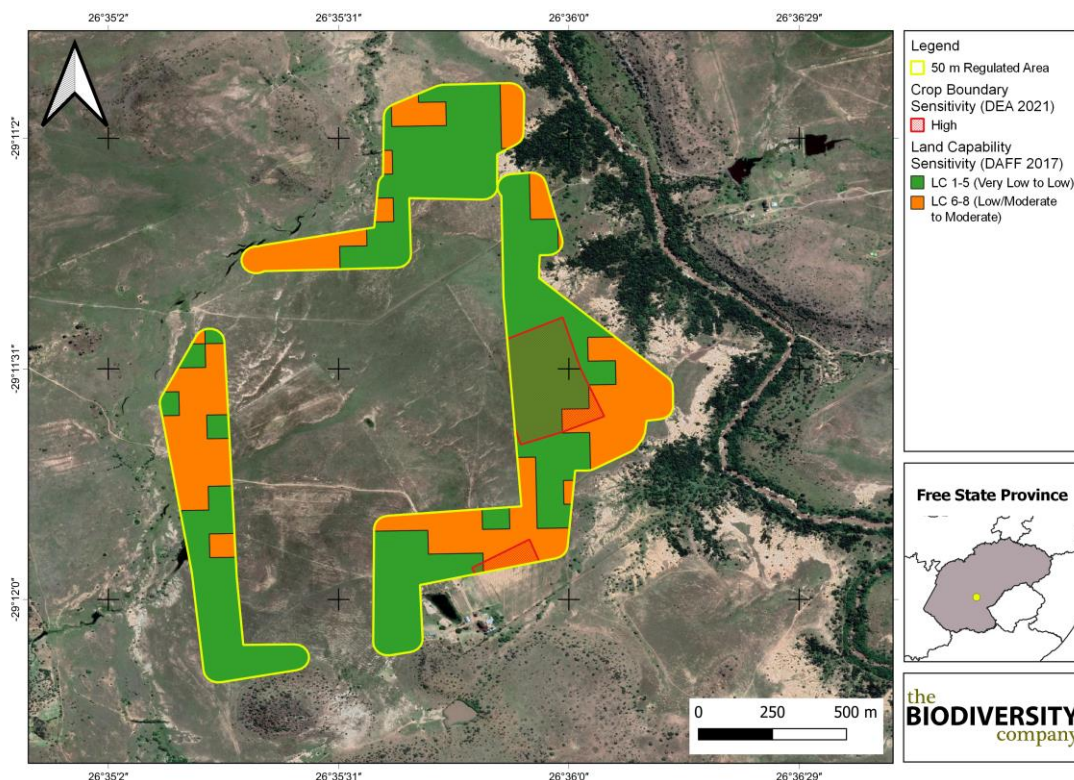 26°35'2" 26°35'31" 26°36'0" 26°36'29"
-29°11'2"
-29°11'31"
-29°12'0"
0 250 500 m
26°35'2" 26°35'31" 26°36'0" 26°36'29"
Legend
50 m Regulated Area
Crop Boundary
Sensitivity (DEA 2021)
High
Land Capability
Sensitivity (DAFF 2017)
LC 1-5 (Very Low to Low)
LC 6-8 (Low/Moderate
to Moderate)
Free State Province
the
BIODIVERSITY
company